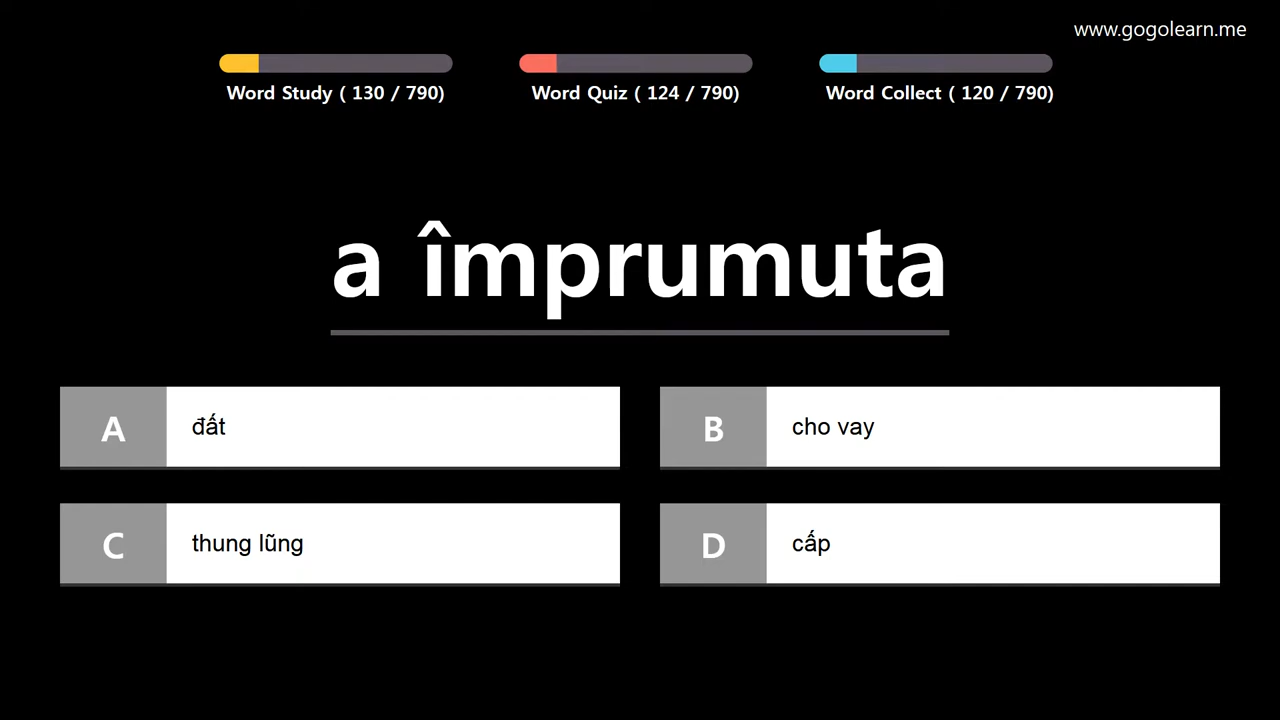 www.gogolearn.me
Word Study ( 130 / 790)
Word Quiz ( 124 / 790)
Word Collect ( 120 / 790)
a împrumuta
A
đất
B
cho vay
C
thung lũng
D
cấp